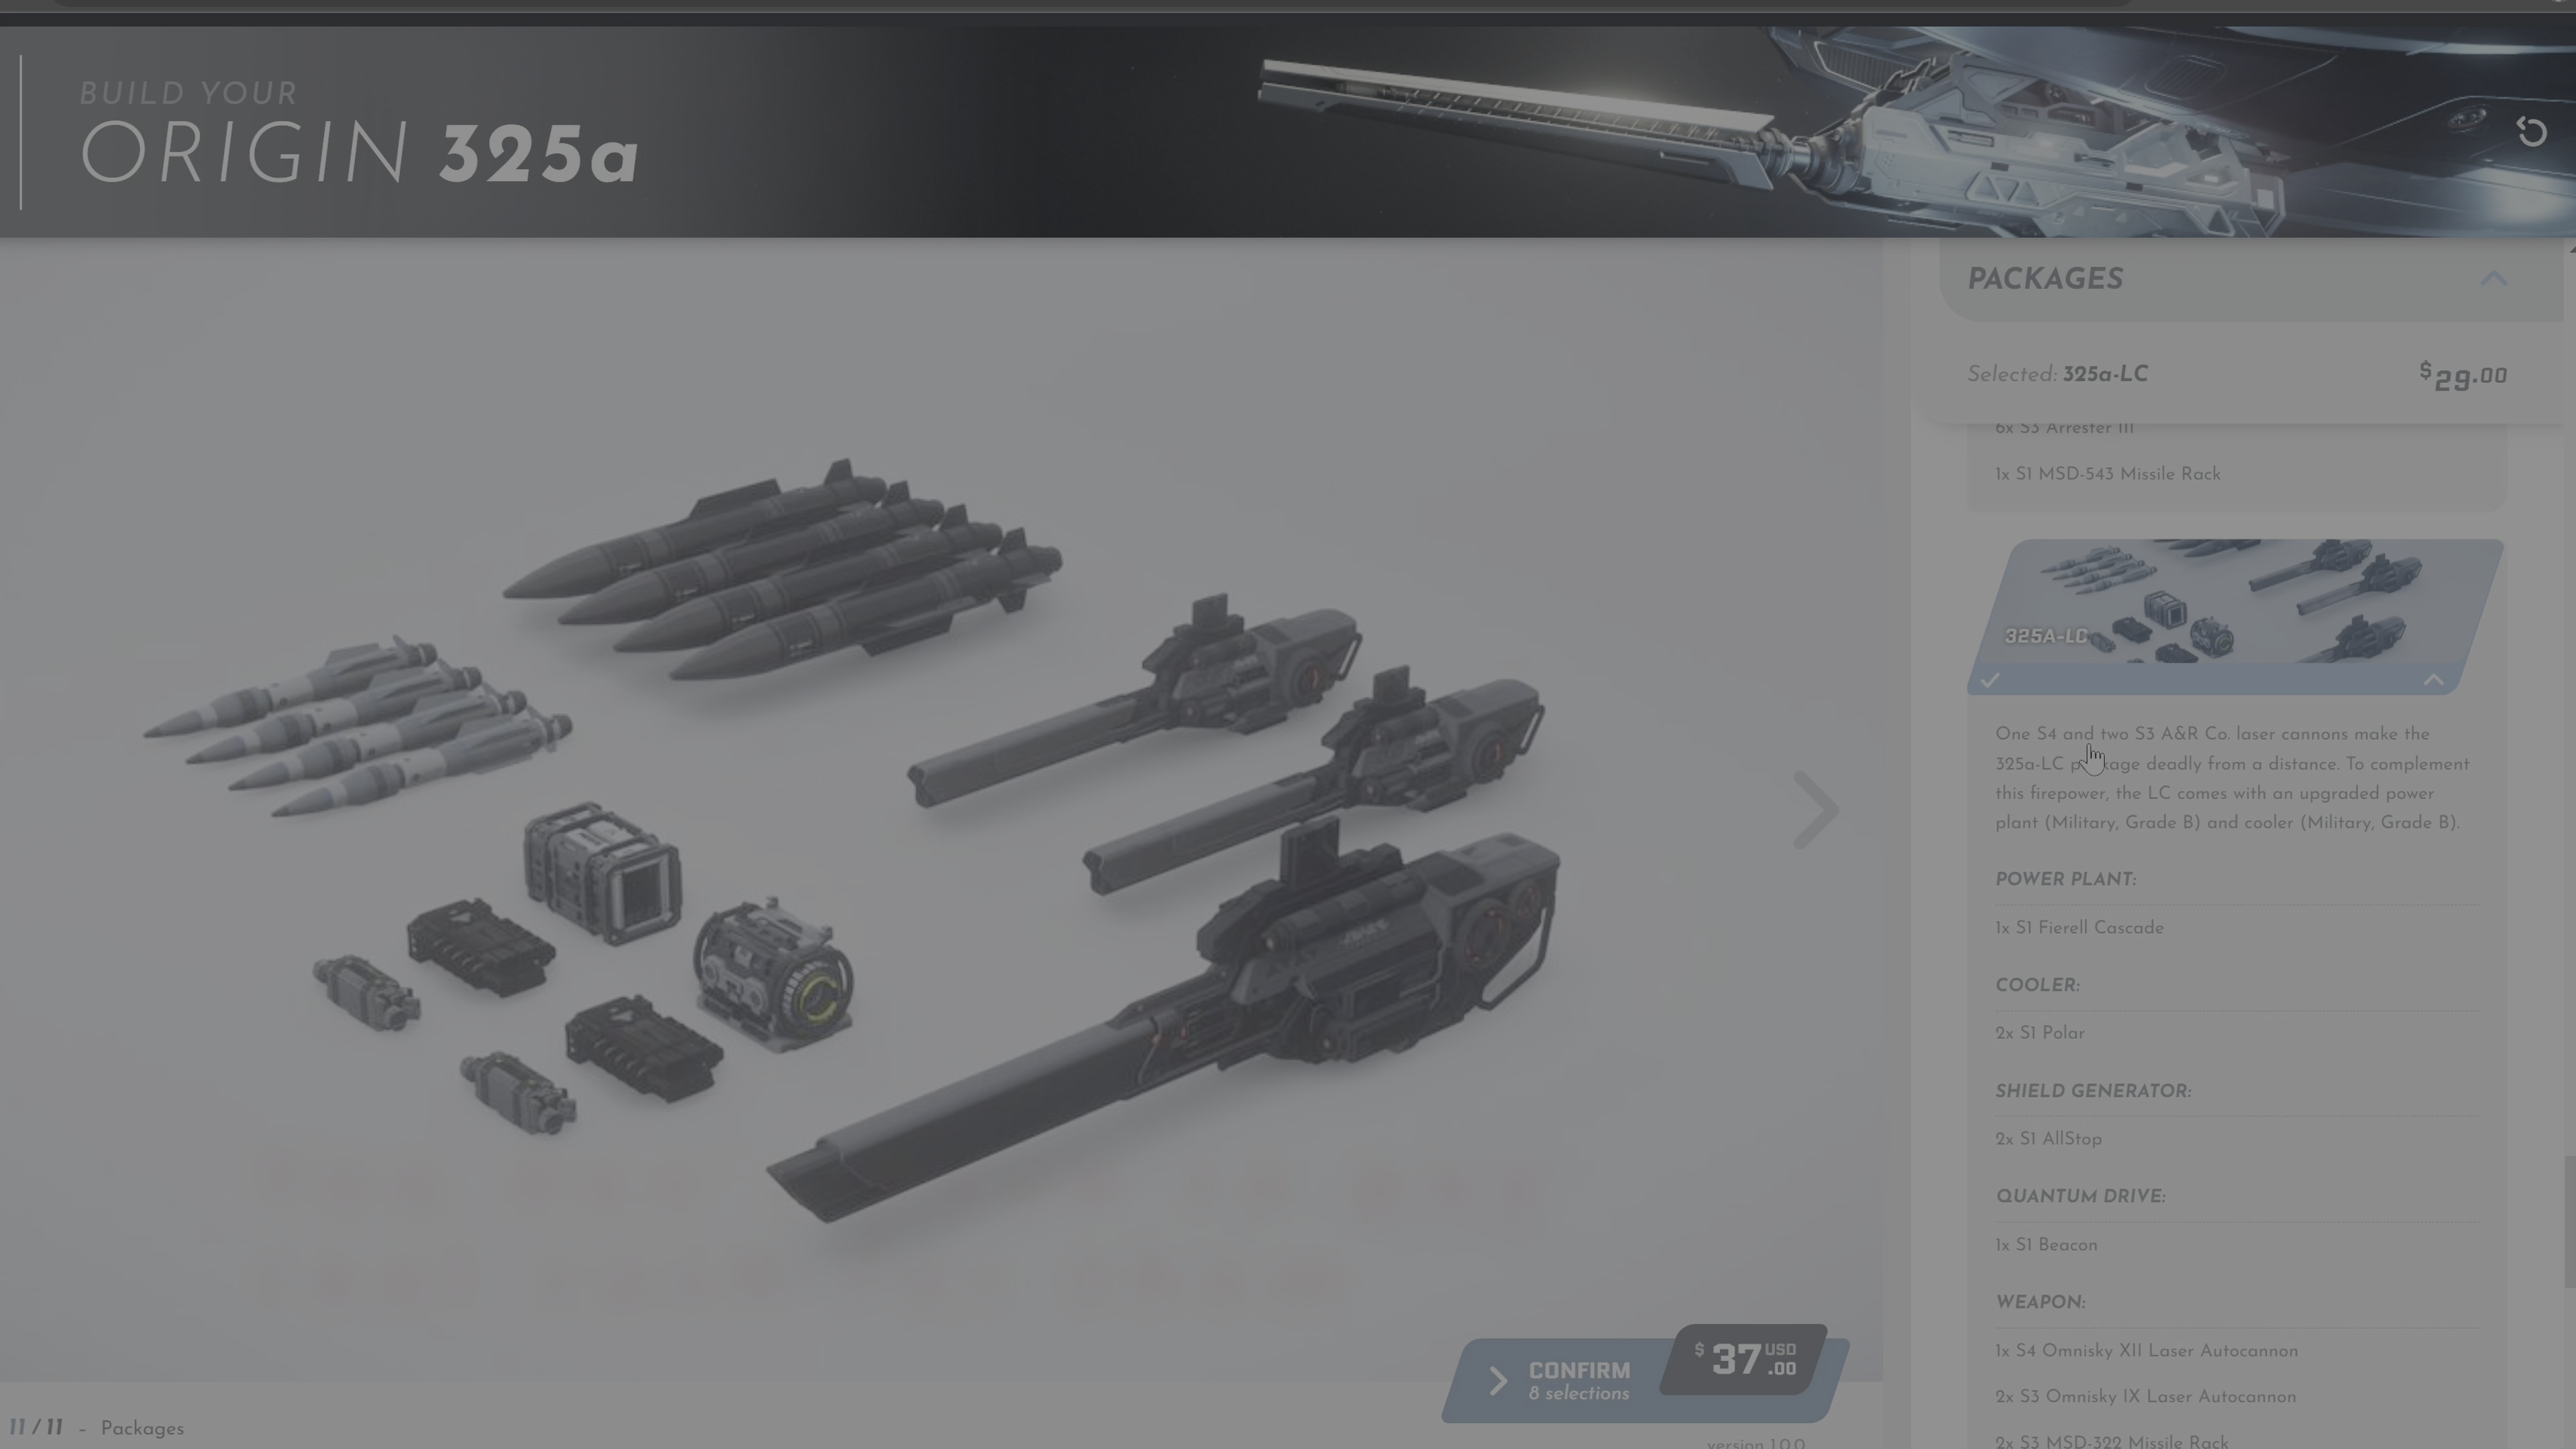 BUILD YOUR
ORIGIN 325a
PACKAGES
Selected: 325a-LC
$29.00
6x S3 Arrester III
1x S1 MSD-543 Missile Rack
325A-LC
One S4 and two S3 A&R Co. laser cannons make the
325a-LC package deadly from a distance. To complement
this firepower, the LC comes with an upgraded power
plant (Military, Grade B) and cooler (Military, Grade B).
POWER PLANT:
1x S1 Fierell Cascade
COOLER:
2x S1 Polar
SHIELD GENERATOR:
2x S1 AllStop
QUANTUM DRIVE:
1x S1 Beacon
WEAPON:
1x S4 Omnisky XII Laser Autocannon
2x S3 Omnisky IX Laser Autocannon
2x S3 MSD-322 Missile Rack
CONFIRM
8 selections
$37.00 USD
11 / 11 - Packages
version 1.0.0